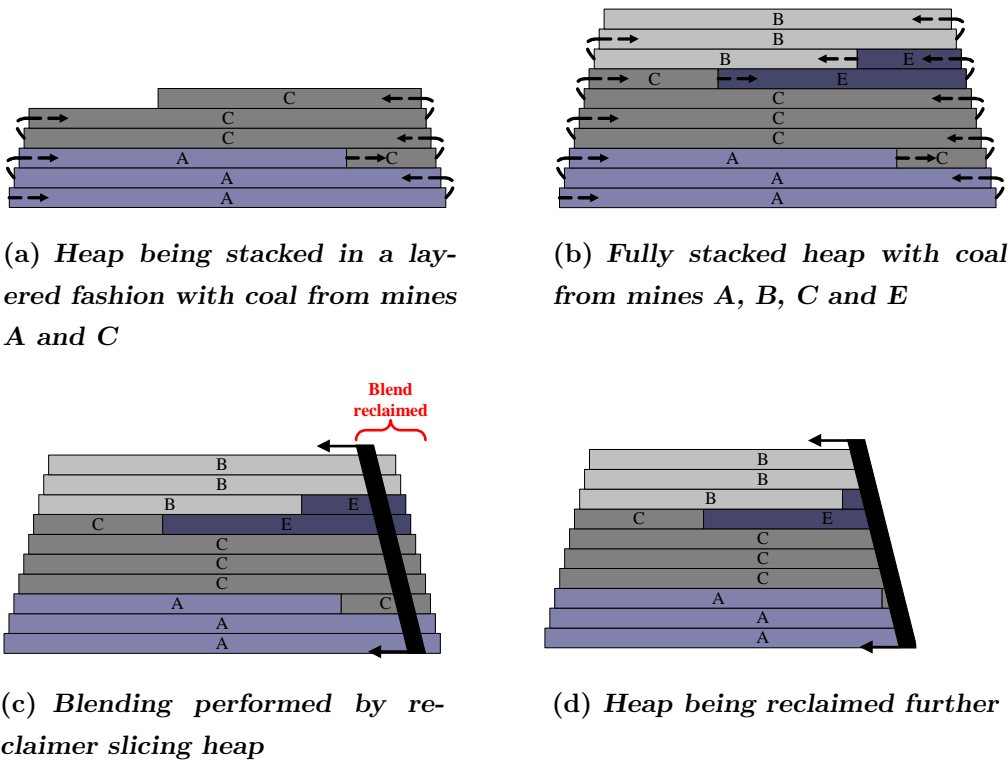 C
C
C
A C
A
A
(a) Heap being stacked in a lay-
ered fashion with coal from mines
A and C
B
B
B E
C E
C
C
C
A C
A
A
(b) Fully stacked heap with coal
from mines A, B, C and E
Blend
reclaimed
B
B
B E
C E
C
C
C
A C
A
A
(c) Blending performed by re-
claimer slicing heap
B
B
B
C E
C
C
C
A
A
A
(d) Heap being reclaimed further